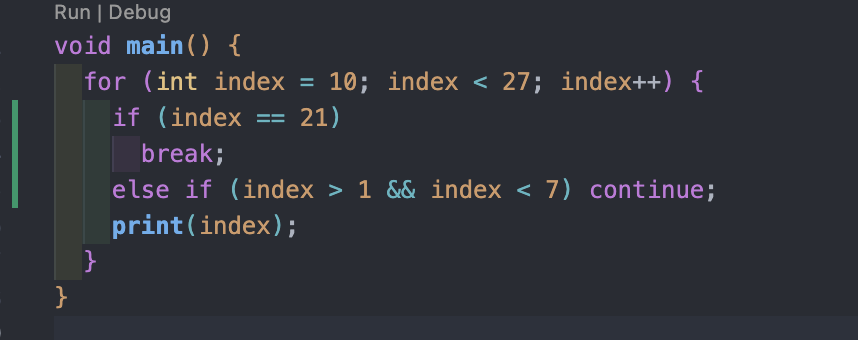 Run | Debug
void main() {
  for (int index = 10; index < 27; index++) {
    if (index == 21)
      break;
    else if (index > 1 && index < 7) continue;
    print(index);
  }
}